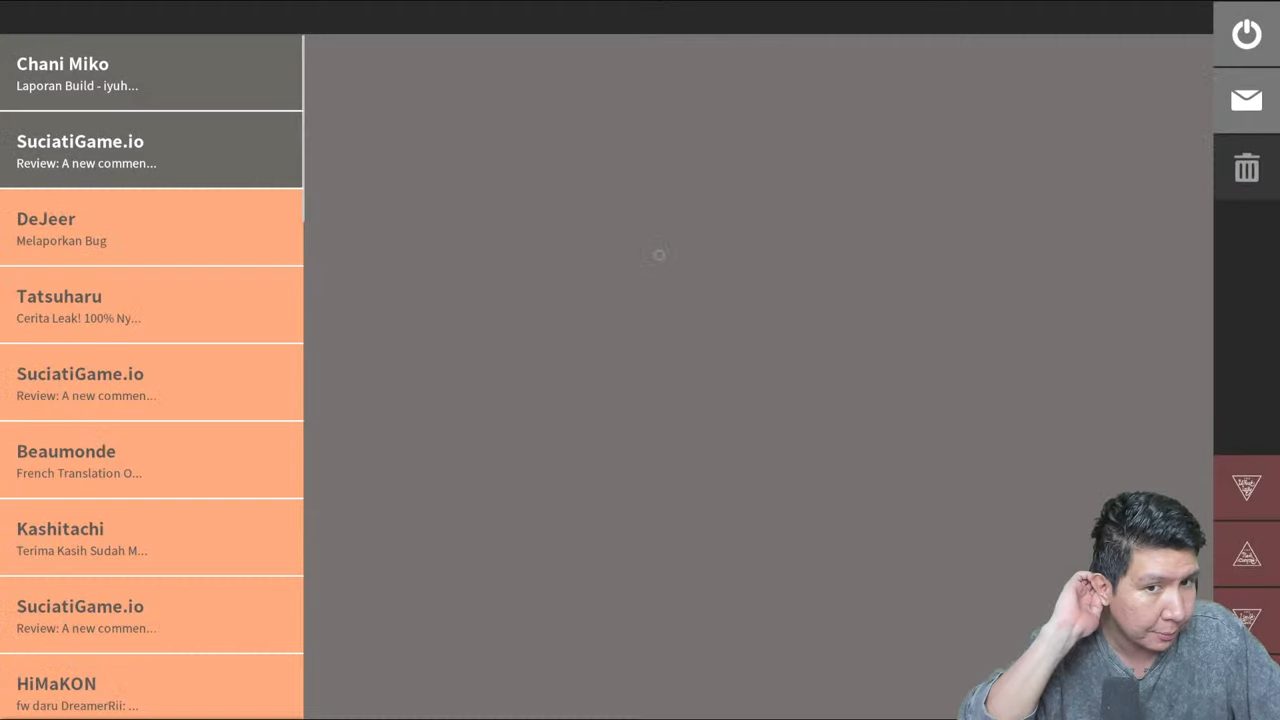 Chani Miko
Laporan Build - iyuh...
SuciatiGame.io
Review: A new commen...
DeJeer
Melaporkan Bug
Tatsuharu
Cerita Leak! 100% Ny...
SuciatiGame.io
Review: A new commen...
Beaumonde
French Translation O...
Kashitachi
Terima Kasih Sudah M...
SuciatiGame.io
Review: A new commen...
HiMaKON
fw daru DreamerRii: ...